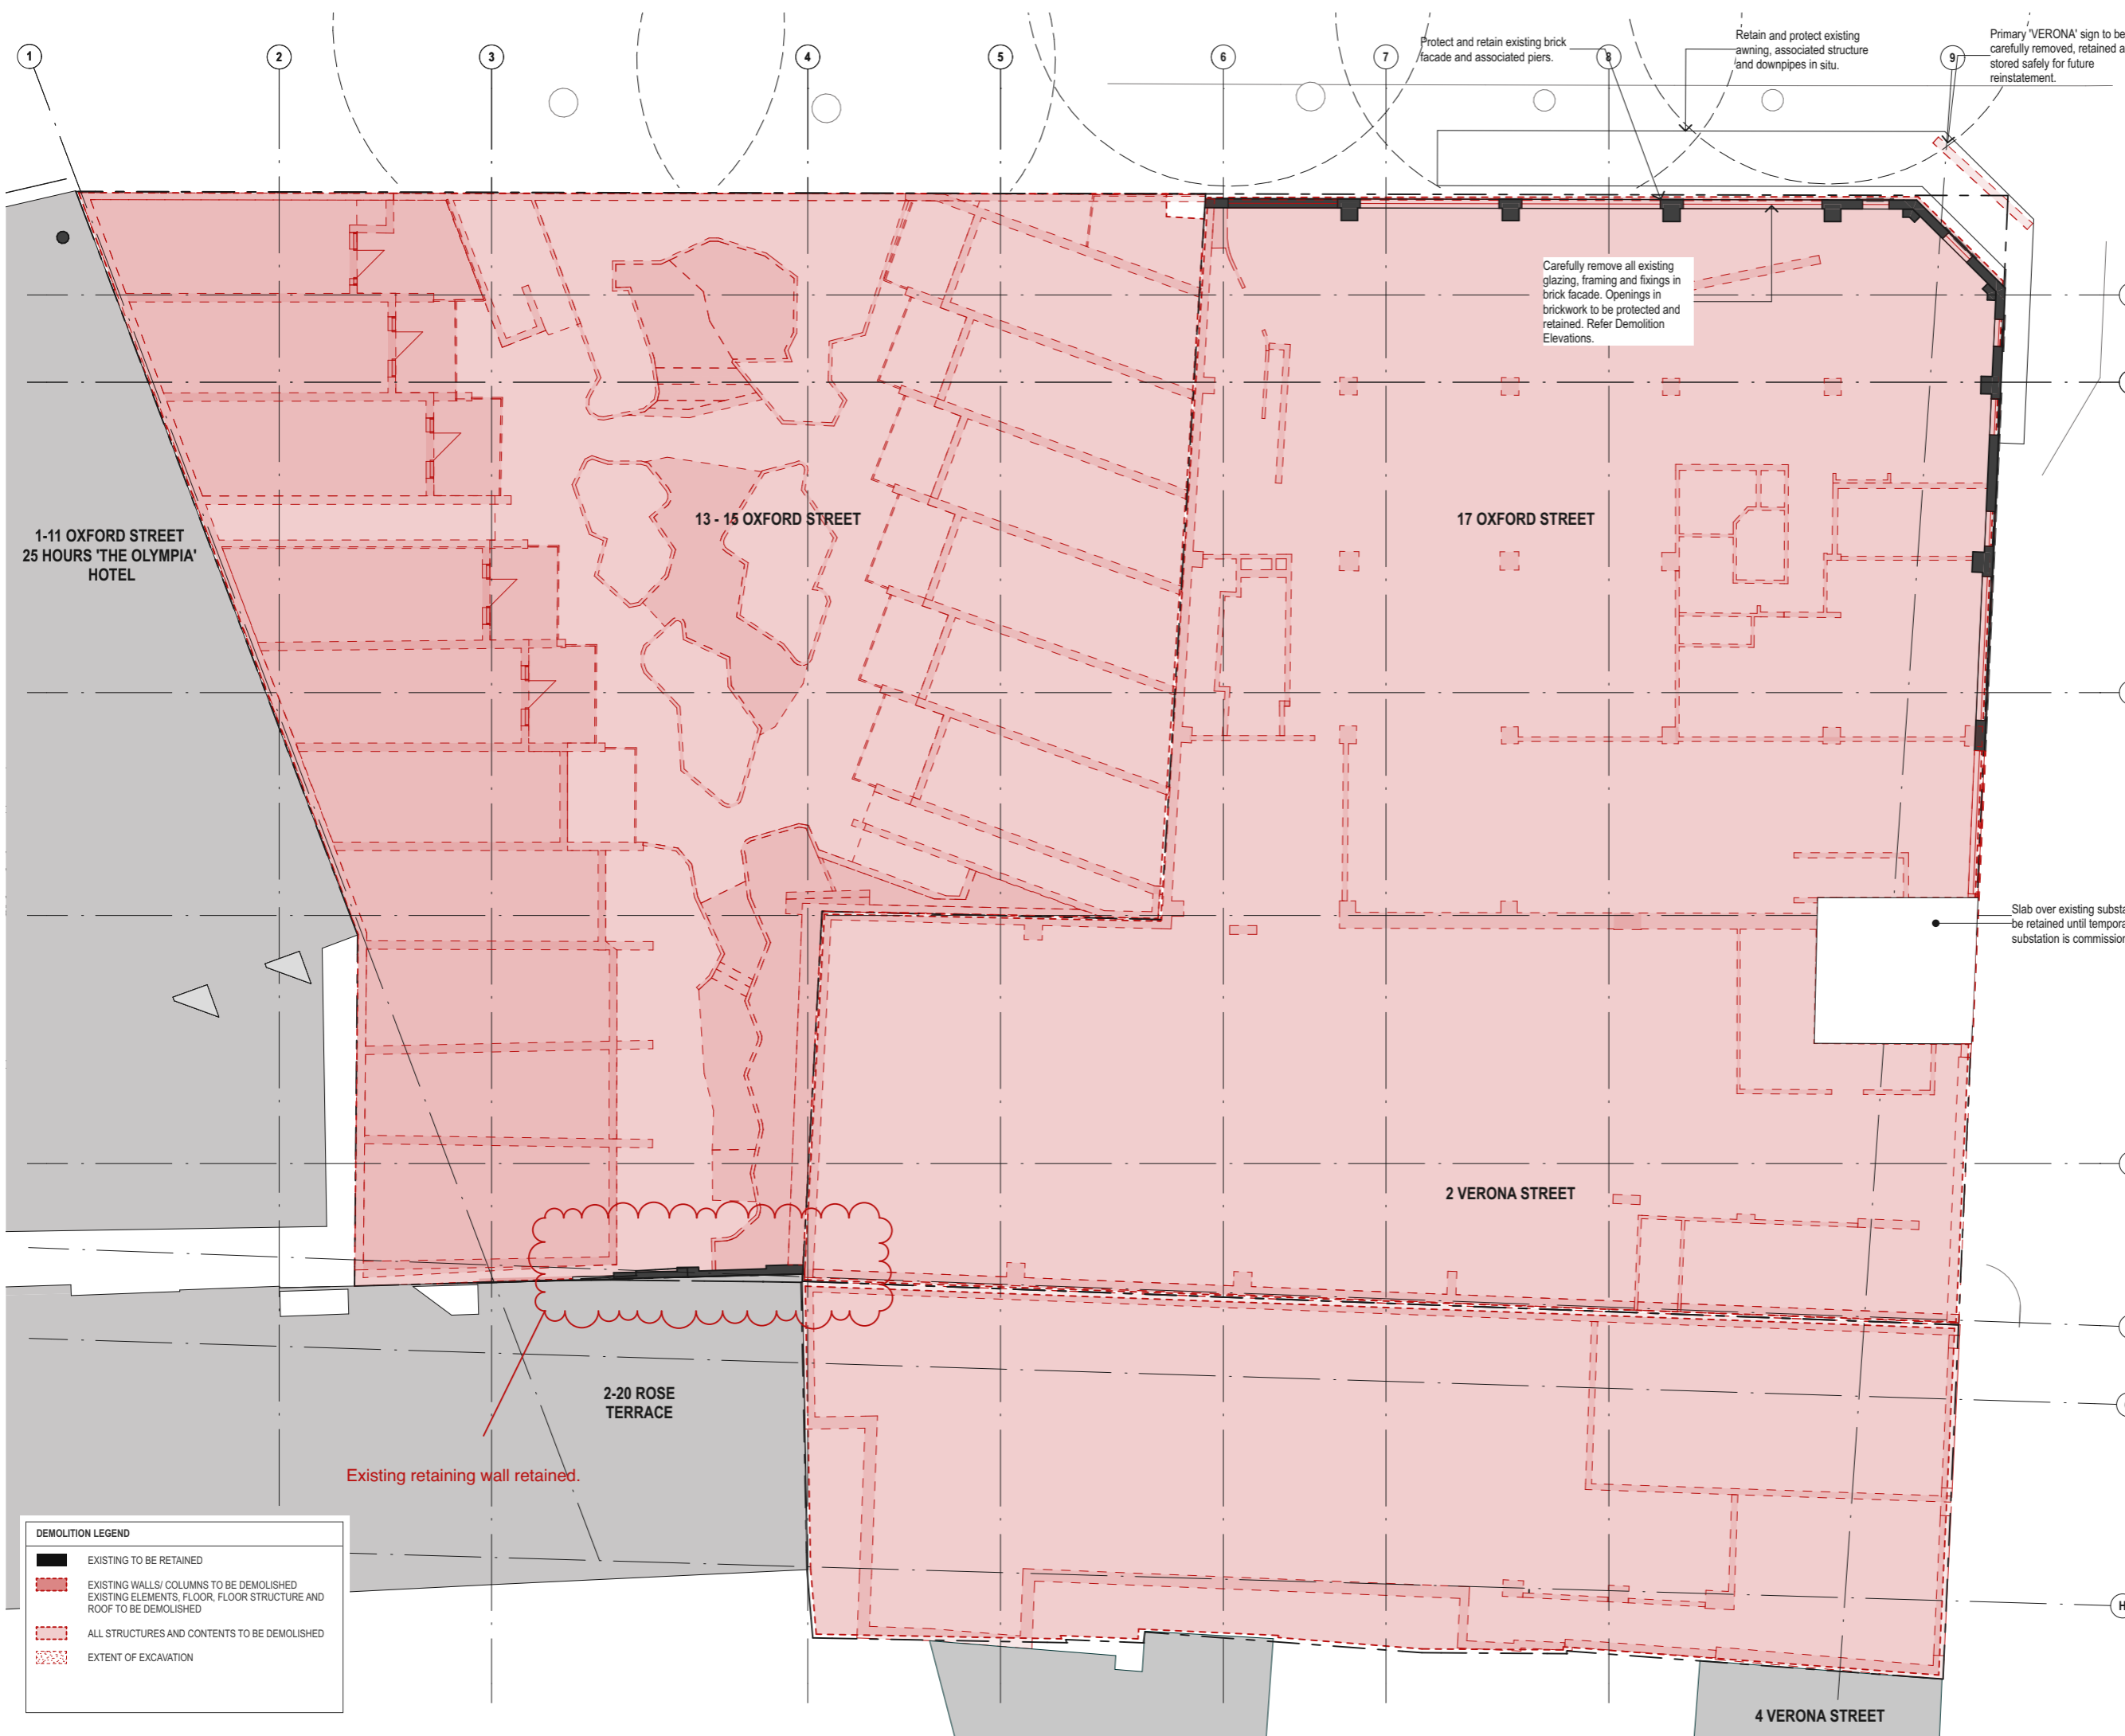 1
2
3
4
5
6
7
8
9
Protect and retain existing brick
facade and associated piers.
Retain and protect existing
awning, associated structure
and downpipes in situ.
Primary 'VERONA' sign to be
carefully removed, retained a
stored safely for future
reinstatement.
Carefully remove all existing
glazing, framing and fixings in
brick facade. Openings in
brickwork to be protected and
retained. Refer Demolition
Elevations.
1-11 OXFORD STREET
25 HOURS 'THE OLYMPIA'
HOTEL
13 - 15 OXFORD STREET
17 OXFORD STREET
Slab over existing substa
be retained until tempora
substation is commission
2 VERONA STREET
2-20 ROSE
TERRACE
Existing retaining wall retained.
DEMOLITION LEGEND
EXISTING TO BE RETAINED
EXISTING WALLS/ COLUMNS TO BE DEMOLISHED
EXISTING ELEMENTS, FLOOR, FLOOR STRUCTURE AND
ROOF TO BE DEMOLISHED
ALL STRUCTURES AND CONTENTS TO BE DEMOLISHED
EXTENT OF EXCAVATION
H
4 VERONA STREET